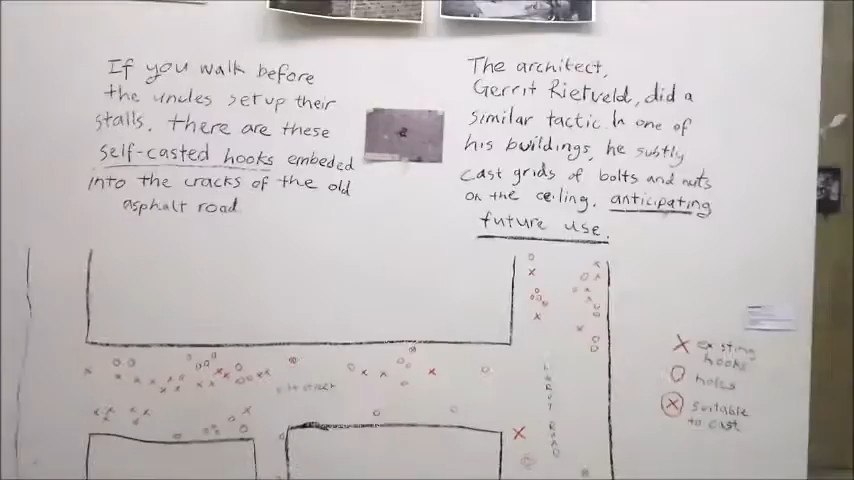 If you walk before
the uncles set up their
stalls. there are these
self-casted hooks embeded
into the cracks of the old
asphalt road
The architect,
Gerrit Rietveld, did a
similar tactic. In one of
his buildings, he subtly
cast grids of bolts and nuts
on the ceiling. anticipating
future use.
existing
hooks
holes
suitable
to cast
ROAD